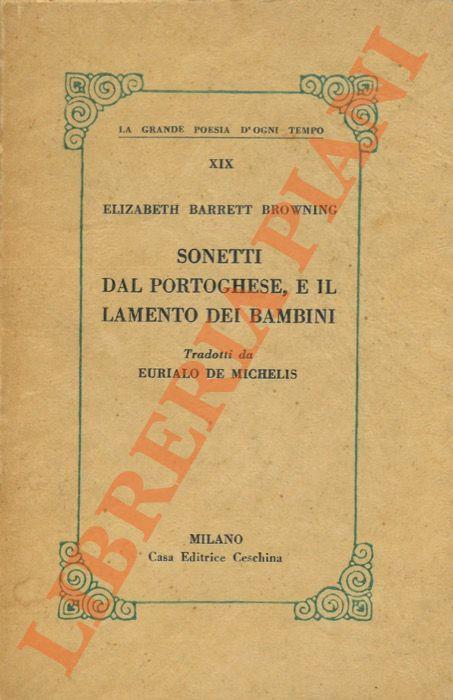 LA GRANDE POESIA D'OGNI TEMPO
XIX
ELIZABETH BARRETT BROWNING
SONETTI
DAL PORTOGHESE, E IL
LAMENTO DEI BAMBINI
Tradotti da
EURIALO DE MICHELIS
MILANO
Casa Editrice Ceschina
LIBRERIA PIANI